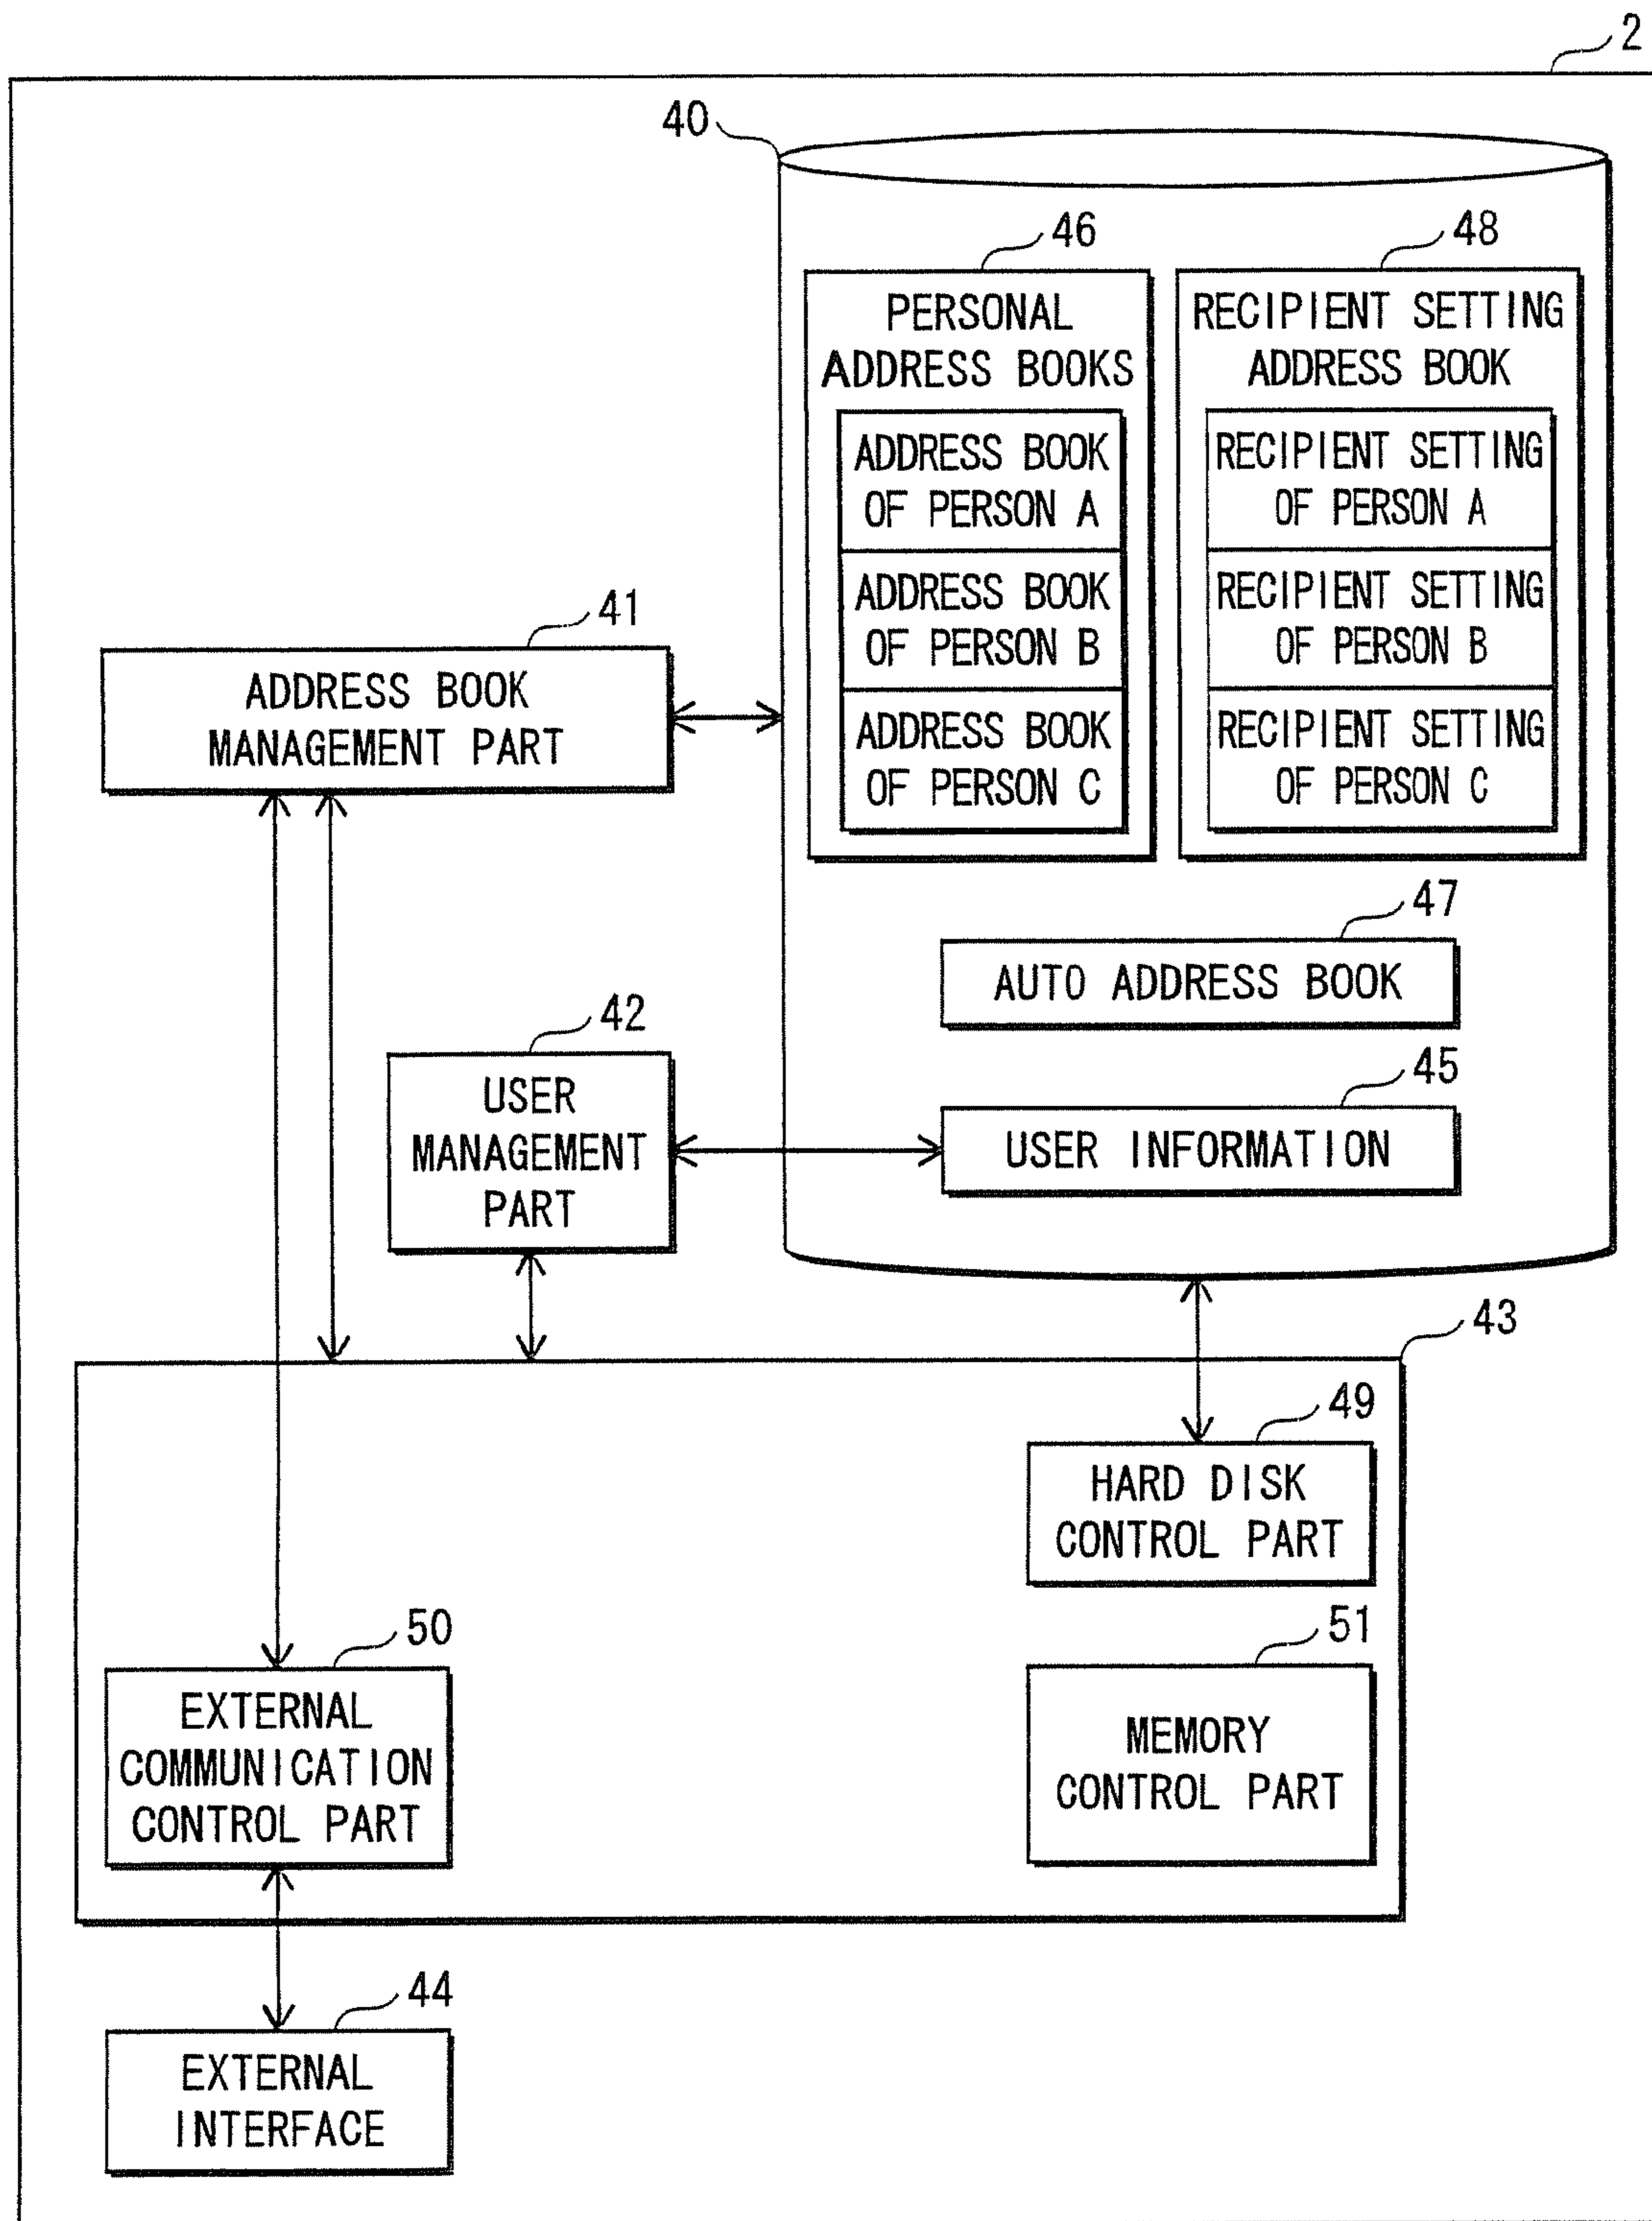 2
40
46
48
PERSONAL
ADDRESS BOOKS
RECIPIENT SETTING
ADDRESS BOOK
ADDRESS BOOK
OF PERSON A
RECIPIENT SETTING
OF PERSON A
ADDRESS BOOK
OF PERSON B
RECIPIENT SETTING
OF PERSON B
ADDRESS BOOK
OF PERSON C
RECIPIENT SETTING
OF PERSON C
41
ADDRESS BOOK
MANAGEMENT PART
47
AUTO ADDRESS BOOK
42
USER
MANAGEMENT
PART
45
USER INFORMATION
43
49
HARD DISK
CONTROL PART
50
EXTERNAL
COMMUNICATION
CONTROL PART
51
MEMORY
CONTROL PART
44
EXTERNAL
INTERFACE